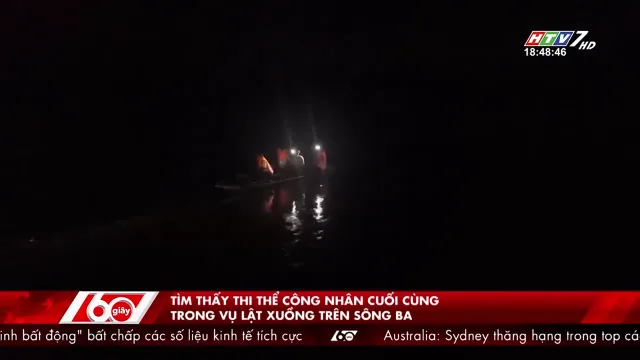 HTV7 HD
18:48:46
60 giây
TÌM THẤY THI THỂ CÔNG NHÂN CUỐI CÙNG
TRONG VỤ LẬT XUỒNG TRÊN SÔNG BA
inh bất động" bất chấp các số liệu kinh tế tích cực 60 Australia: Sydney thăng hạng trong top cá